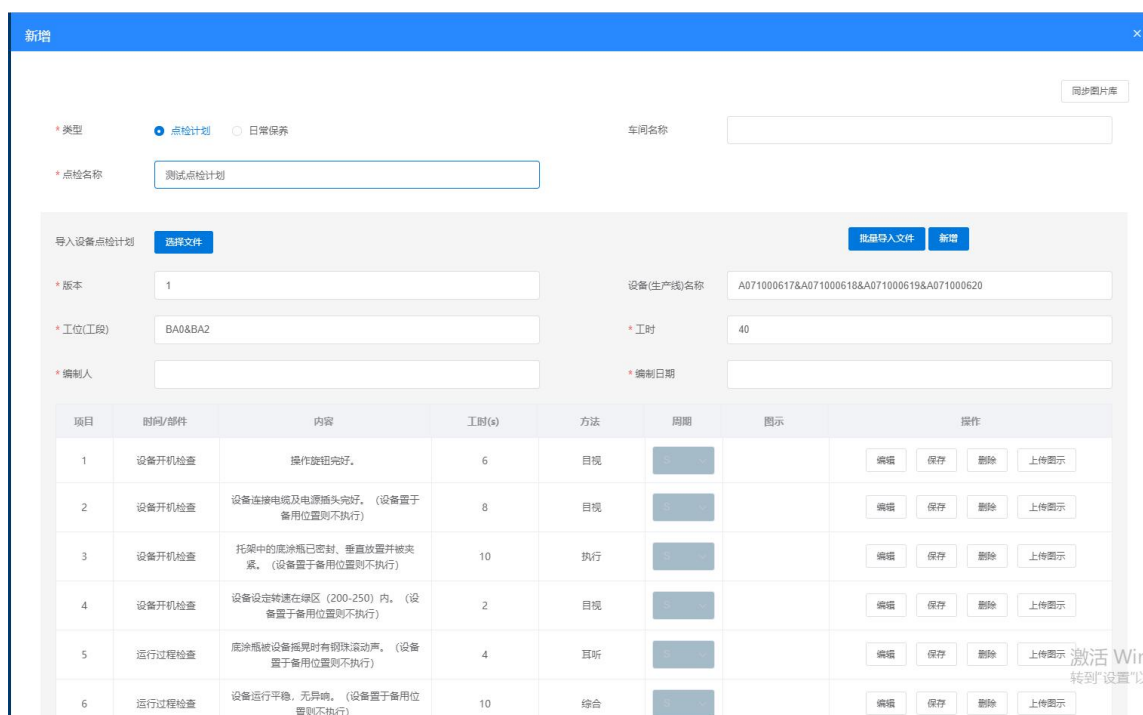 新增
×
同步图片库
* 类型 点检计划 日常保养 车间名称
* 点检名称 测试点检计划
导入设备点检计划 选择文件 批量导入文件 新增
* 版本 1 设备(生产线)名称 A071000617&A071000618&A071000619&A071000620
* 工位(工段) BA0&BA2 * 工时 40
* 编制人 * 编制日期
项目 时间/部件 内容 工时(s) 方法 周期 图示 操作
1 设备开机检查 操作旋钮完好。 6 目视 S 编辑 保存 删除 上传图示
2 设备开机检查 设备连接电缆及电源插头完好。（设备置于
备用位置则不执行） 8 目视 S 编辑 保存 删除 上传图示
3 设备开机检查 托架中的底涂瓶已密封、垂直放置并被夹
紧。（设备置于备用位置则不执行） 10 执行 S 编辑 保存 删除 上传图示
4 设备开机检查 设备设定转速在绿区（200-250）内。（设
备置于备用位置则不执行） 2 目视 S 编辑 保存 删除 上传图示
5 运行过程检查 底涂瓶被设备摇晃时有钢珠滚动声。（设备
置于备用位置则不执行） 4 耳听 S 编辑 保存 删除 上传图示
6 运行过程检查 设备运行平稳，无异响。（设备置于备用位
置则不执行） 10 综合 S 编辑 保存 删除 上传图示
激活 Win
转到"设置"以